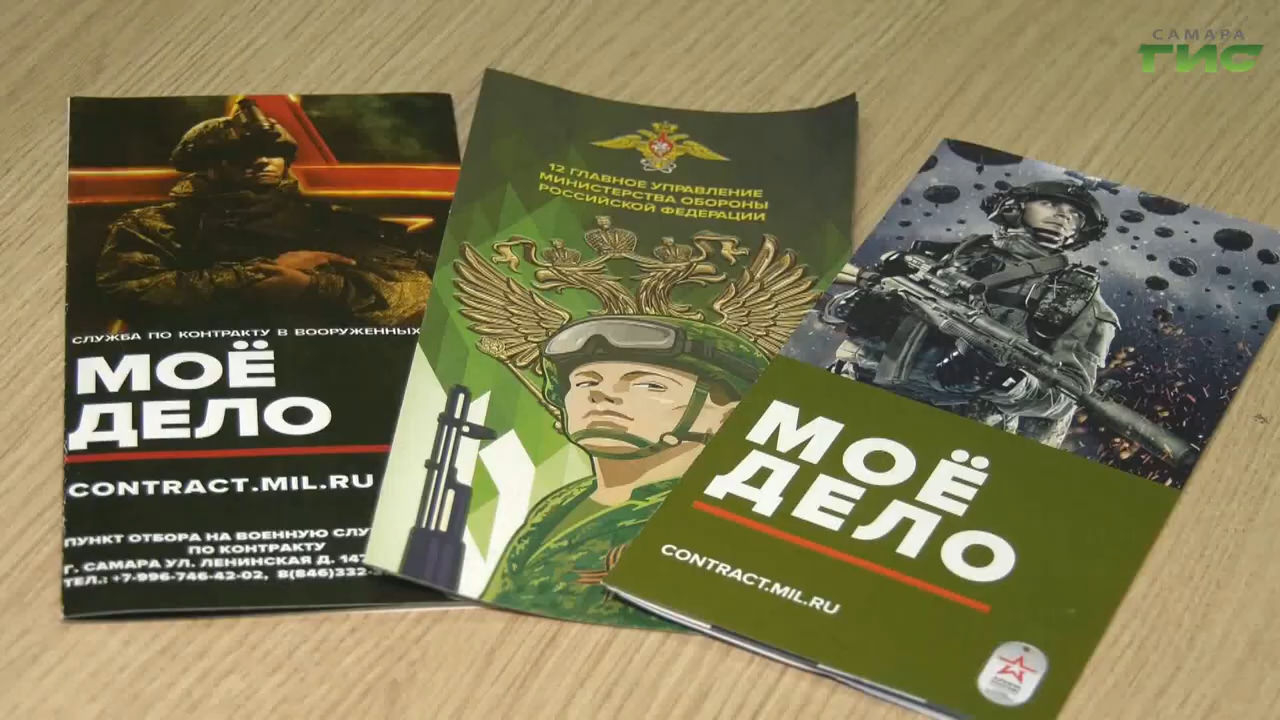 САМАРА
ГИС
СЛУЖБА ПО КОНТРАКТУ В ВООРУЖЕННЫХ
МОЁ
ДЕЛО
CONTRACT.MIL.RU
ПУНКТ ОТБОРА НА ВОЕННУЮ
ПО КОНТРАКТУ
Г. САМАРА УЛ. ЛЕНИНСКАЯ Д. 147
ТЕЛ.: +7-996-746-42-02, 8(846)332-
12 ГЛАВНОЕ УПРАВЛЕНИЕ
МИНИСТЕРСТВА ОБОРОНЫ
РОССИЙСКОЙ ФЕДЕРАЦИИ
МОЁ
ДЕЛО
CONTRACT.MIL.RU